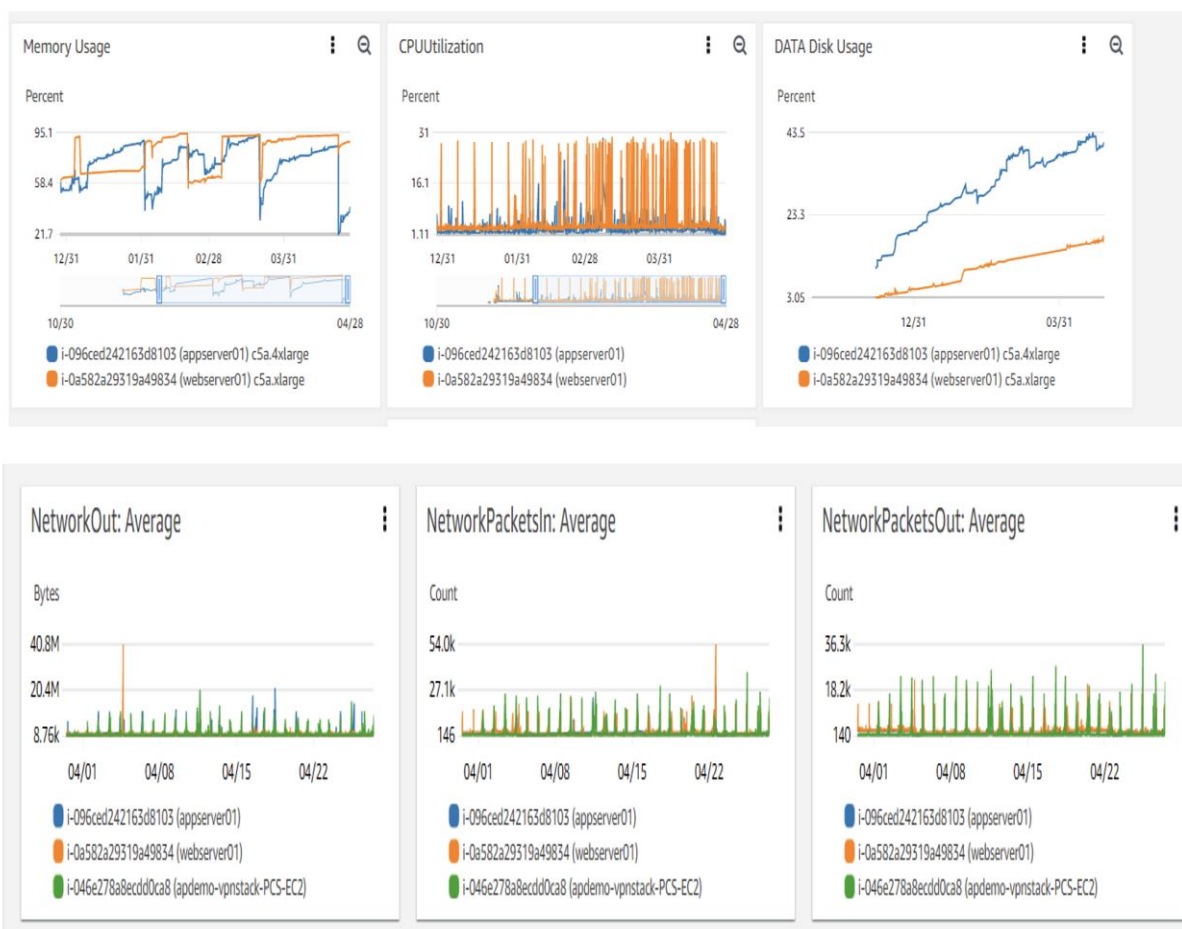 Memory Usage
CPUUtilization
DATA Disk Usage
Percent
Percent
Percent
95.1
58.4
21.7
12/31 01/31 02/28 03/31
10/30 04/28
i-096ced242163d8103 (appserver01) c5a.4xlarge
i-0a582a29319a49834 (webserver01) c5a.xlarge
31
16.1
1.11
12/31 01/31 02/28 03/31
10/30 04/28
i-096ced242163d8103 (appserver01)
i-0a582a29319a49834 (webserver01)
43.5
23.3
3.05
12/31 03/31
i-096ced242163d8103 (appserver01) c5a.4xlarge
i-0a582a29319a49834 (webserver01) c5a.xlarge
NetworkOut: Average
Bytes
40.8M
20.4M
8.76k
04/01 04/08 04/15 04/22
i-096ced242163d8103 (appserver01)
i-0a582a29319a49834 (webserver01)
i-046e278a8ecdd0ca8 (apdemo-vpnstack-PCS-EC2)
NetworkPacketsIn: Average
Count
54.0k
27.1k
146
04/01 04/08 04/15 04/22
i-096ced242163d8103 (appserver01)
i-0a582a29319a49834 (webserver01)
i-046e278a8ecdd0ca8 (apdemo-vpnstack-PCS-EC2)
NetworkPacketsOut: Average
Count
36.3k
18.2k
140
04/01 04/08 04/15 04/22
i-096ced242163d8103 (appserver01)
i-0a582a29319a49834 (webserver01)
i-046e278a8ecdd0ca8 (apdemo-vpnstack-PCS-EC2)